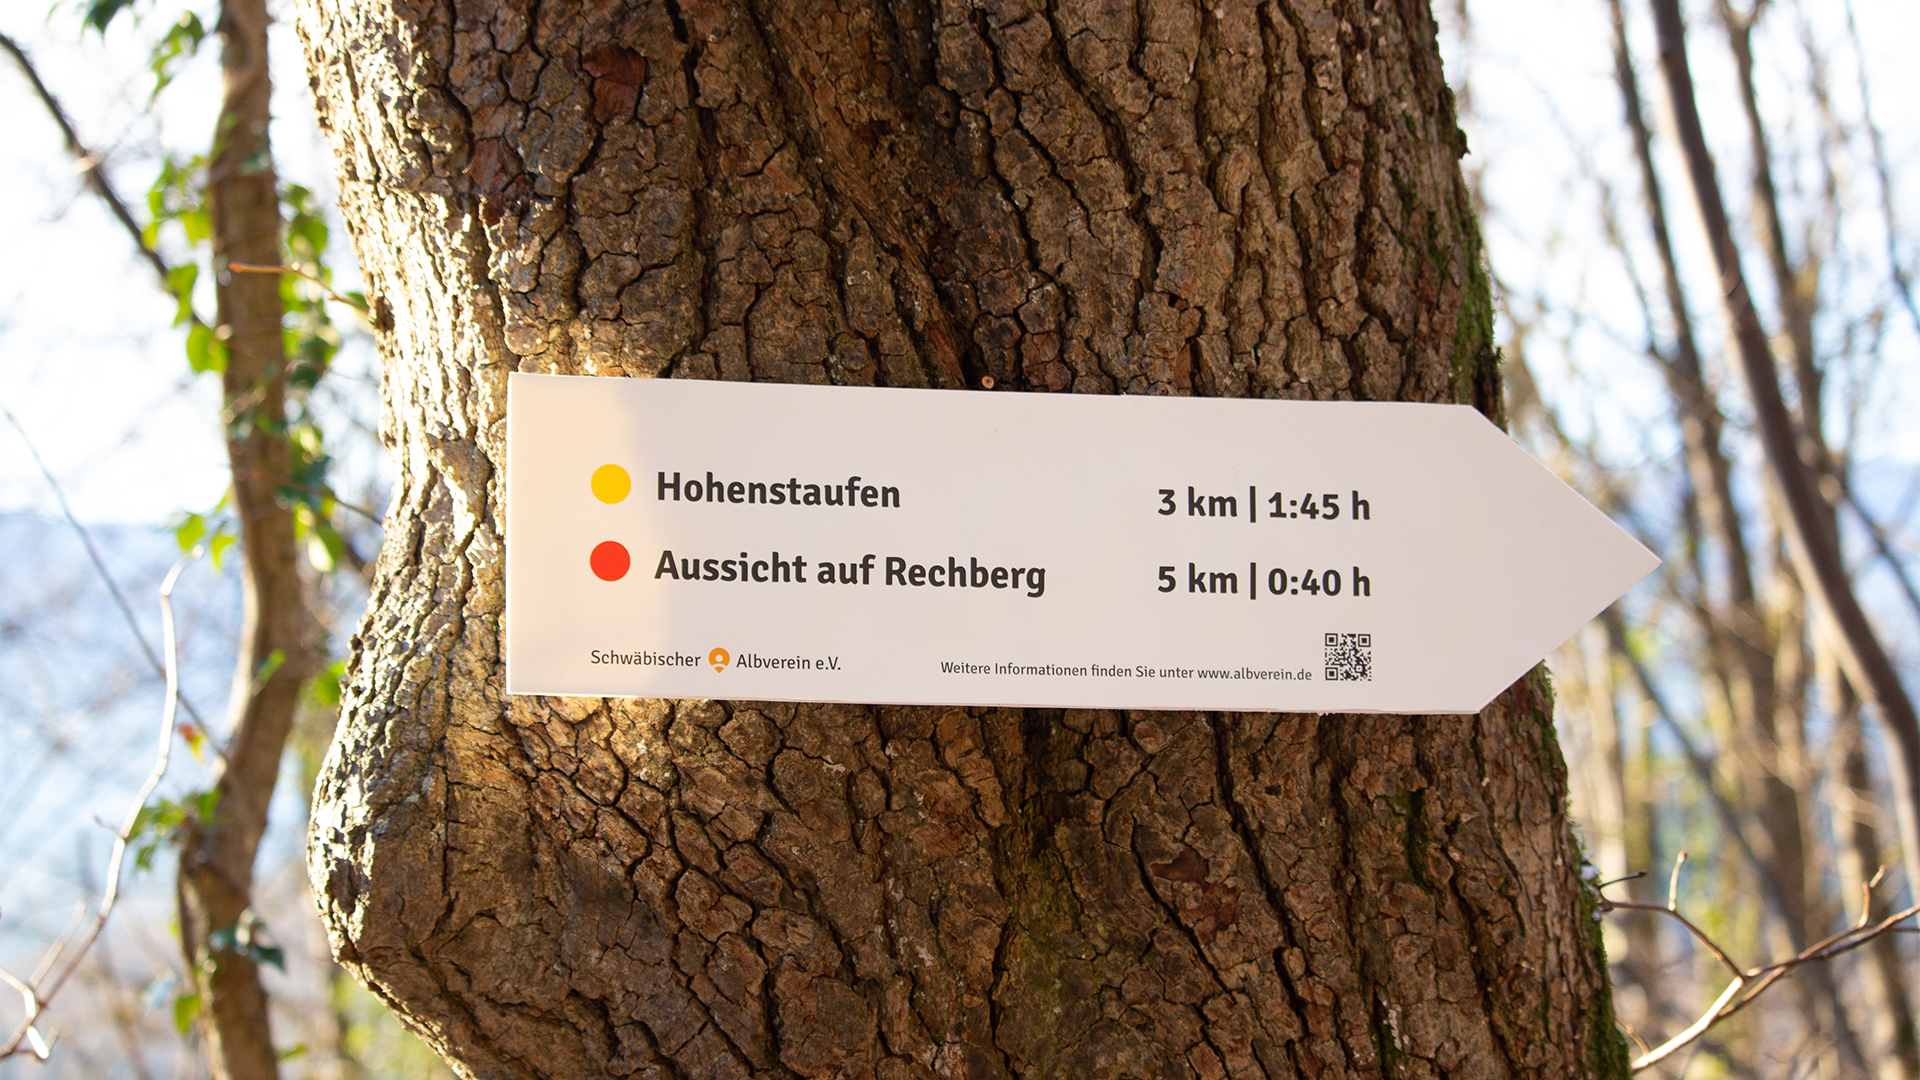 Hohenstaufen 3 km | 1:45 h
Aussicht auf Rechberg 5 km | 0:40 h
Schwäbischer Albverein e.V.
Weitere Informationen finden Sie unter www.albverein.de